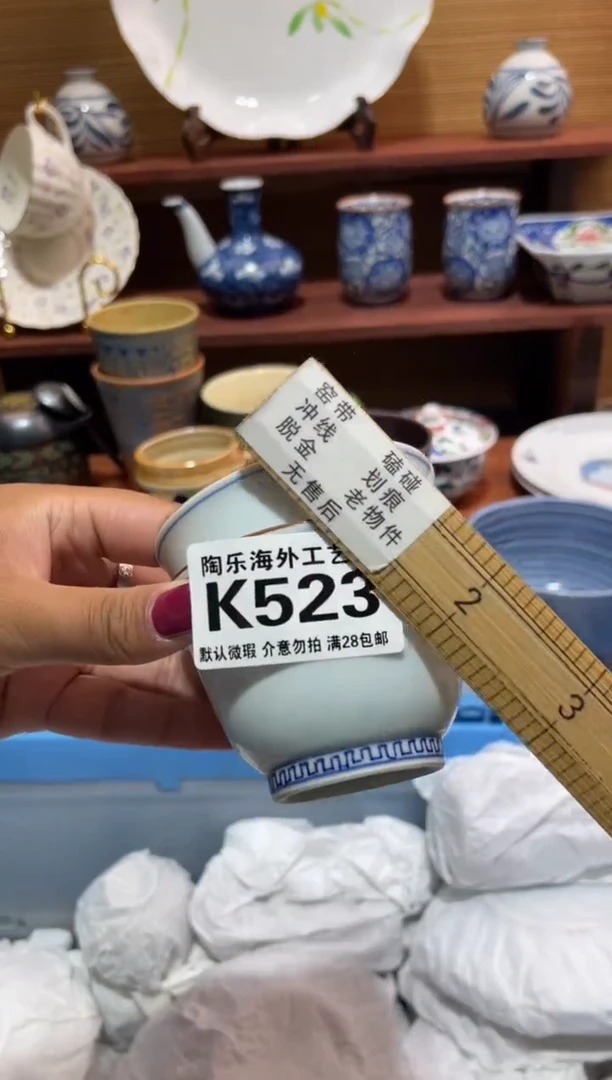 窑带
冲线
脱金
无售后
磕碰
划痕
老物件
陶乐海外工艺
K523
默认微瑕 介意勿拍 满28包邮
2
3